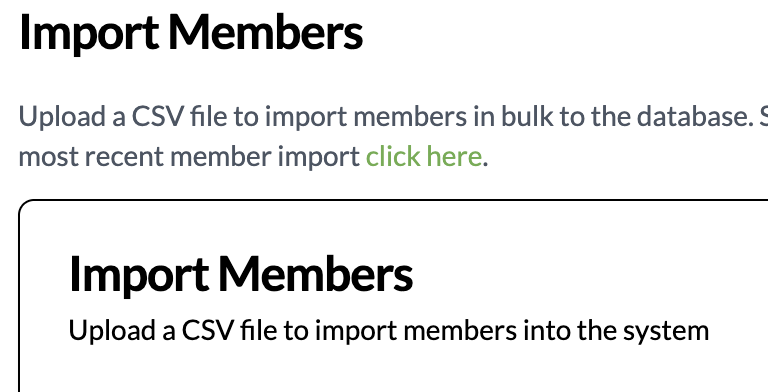 Import Members
Upload a CSV file to import members in bulk to the database.
most recent member import click here.
Import Members
Upload a CSV file to import members into the system